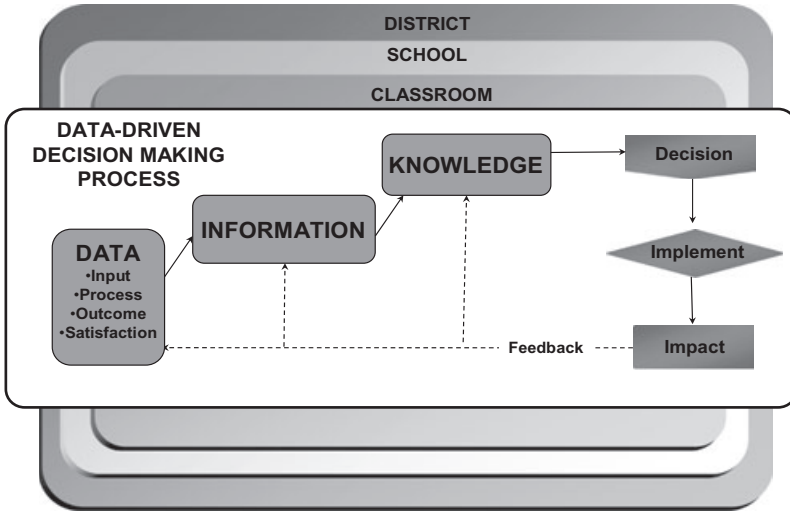 DISTRICT
SCHOOL
CLASSROOM
DATA-DRIVEN
DECISION MAKING
PROCESS
KNOWLEDGE
Decision
INFORMATION
DATA
•Input
•Process
•Outcome
•Satisfaction
Implement
Feedback
Impact